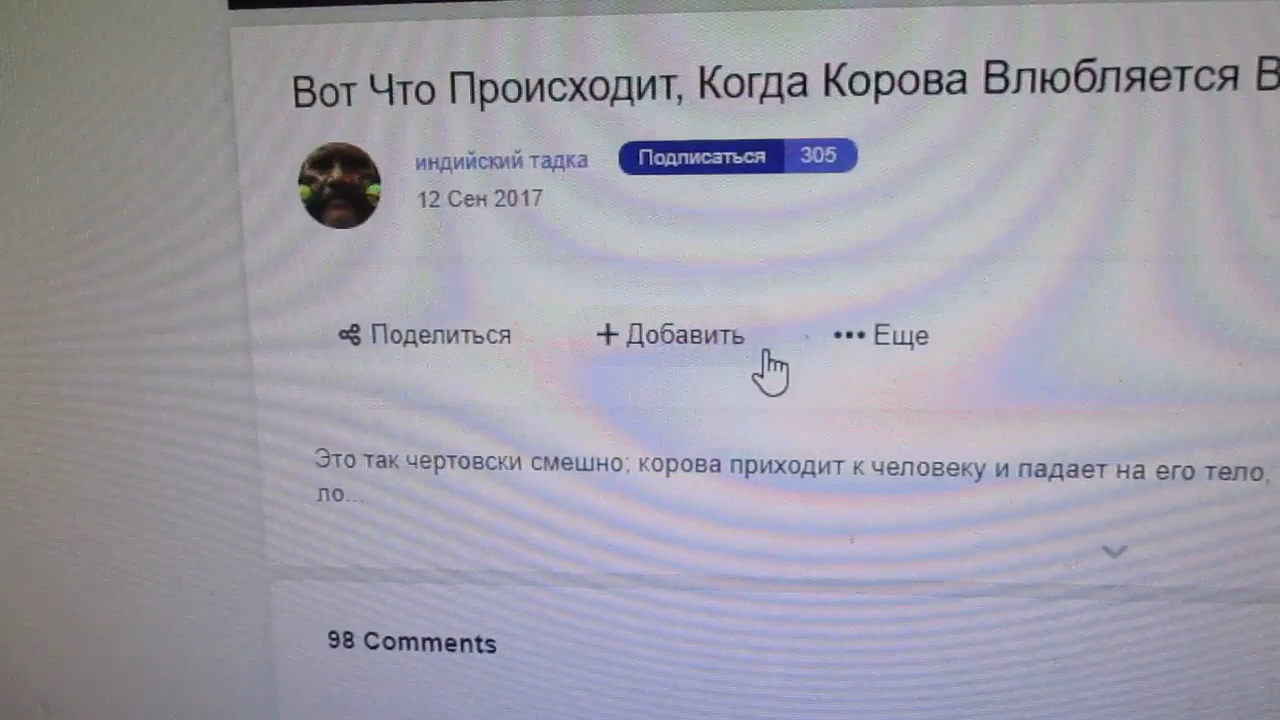 Вот Что Происходит, Когда Корова Влюбляется В
индийский тадка
Подписаться 305
12 Сен 2017
Поделиться
Добавить
••• Еще
Это так чертовски смешно; корова приходит к человеку и падает на его тело,
ло...
98 Comments